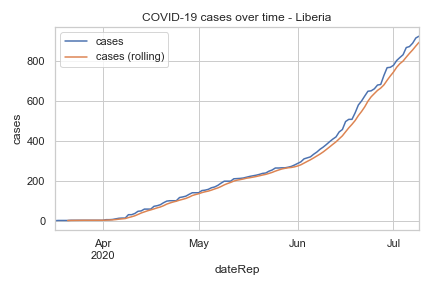 COVID-19 cases over time - Liberia
cases
cases (rolling)
800
600
400
200
0
cases
Apr
2020
May
Jun
Jul
dateRep